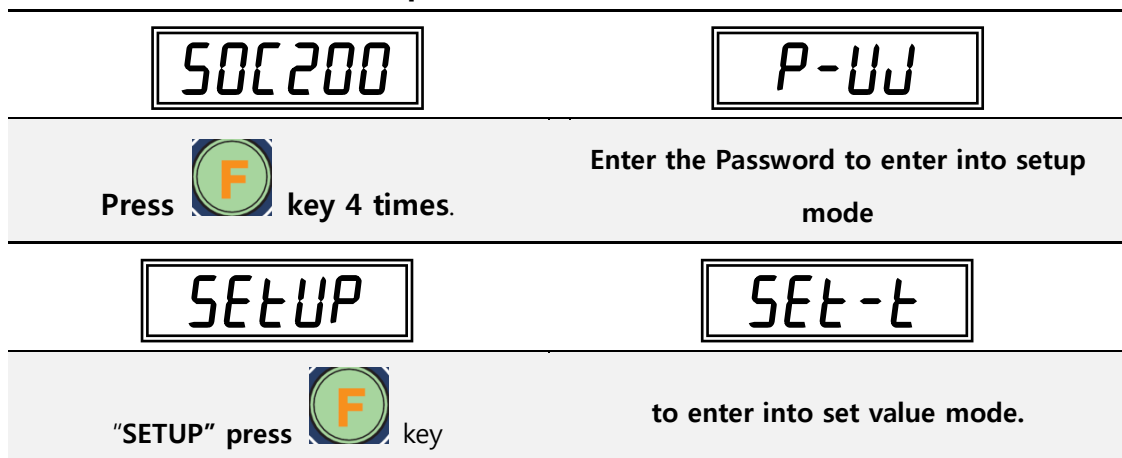 SOC200 P-W
Press F key 4 times.
Enter the Password to enter into setup
mode
SEtUP SEt-t
"SETUP" press F key
to enter into set value mode.